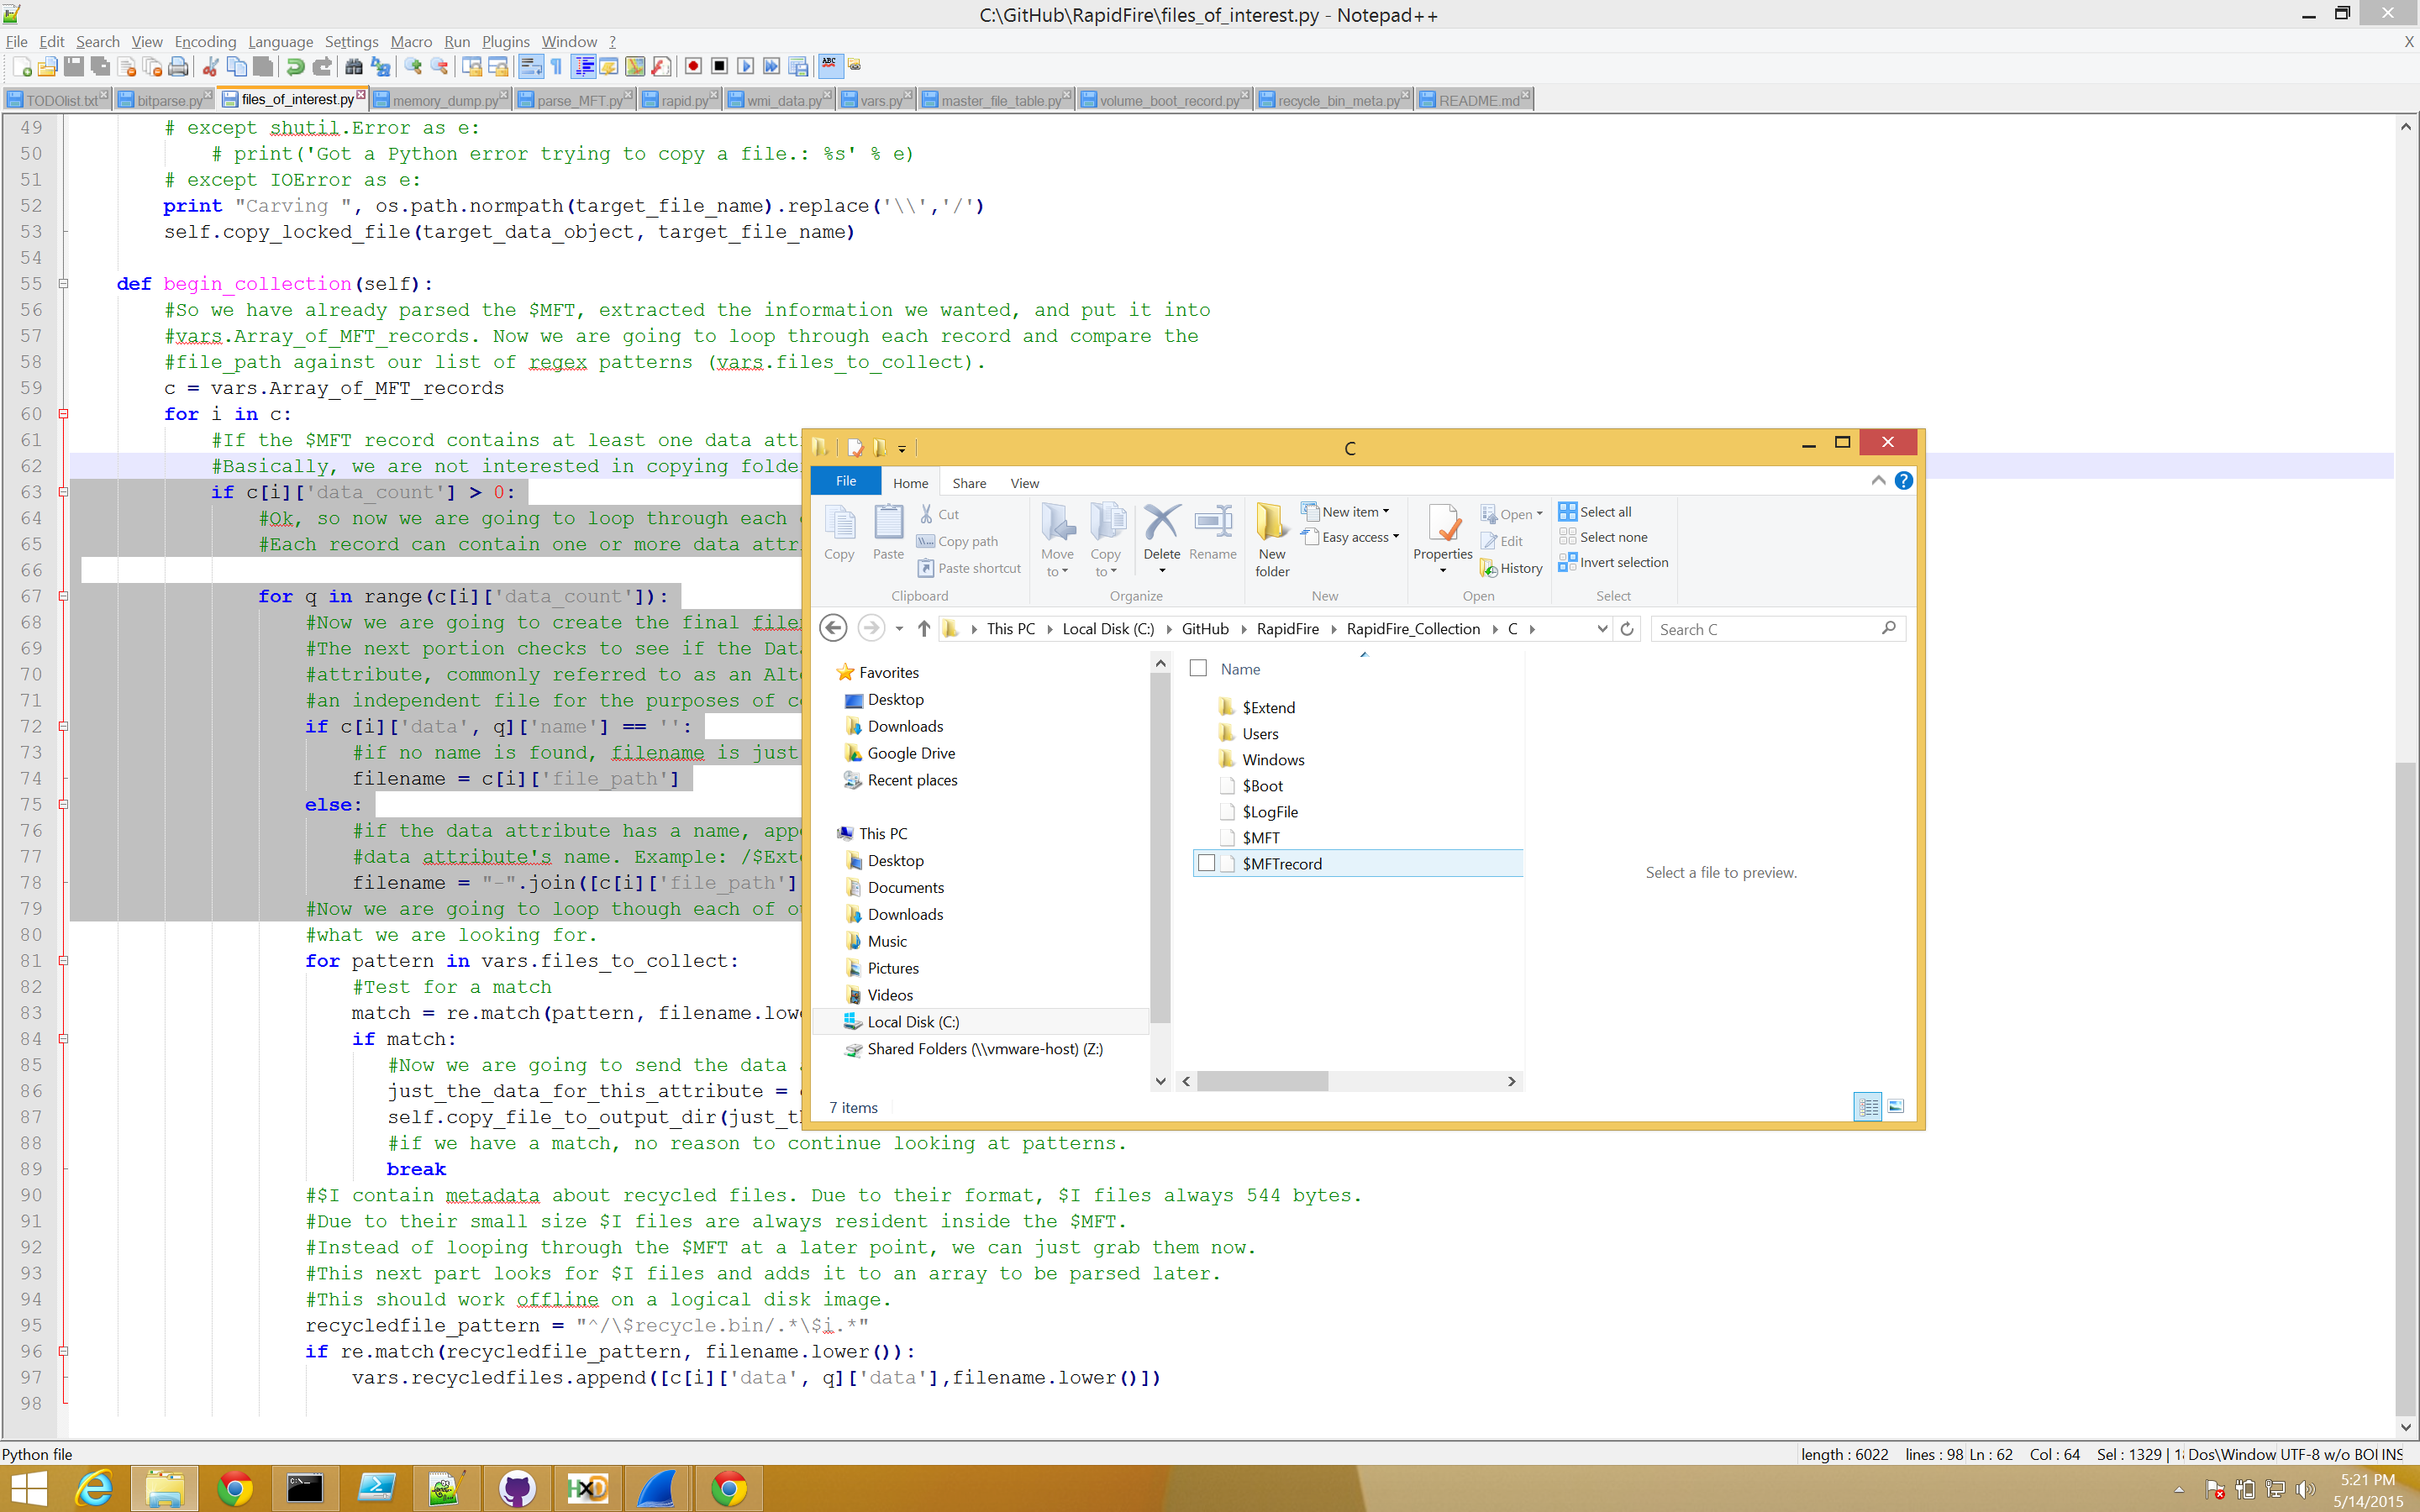 C:\GitHub\RapidFire\files_of_interest.py - Notepad++
File Edit Search View Encoding Language Settings Macro Run Plugins Window ? X
TODOlist.txt bitparse.py files_of_interest.py memory_dump.py parse_MFT.py rapid.py wmi_data.py vars.py master_file_table.py volume_boot_record.py recycle_bin_meta.py README.md
49 # except shutil.Error as e:
50 # print('Got a Python error trying to copy a file.: %s' % e)
51 # except IOError as e:
52 print "Carving ", os.path.normpath(target_file_name).replace('\\','/')
53 self.copy_locked_file(target_data_object, target_file_name)
54
55 def begin_collection(self):
56 #So we have already parsed the $MFT, extracted the information we wanted, and put it into
57 #vars.Array_of_MFT_records. Now we are going to loop through each record and compare the
58 #file_path against our list of regex patterns (vars.files_to_collect).
59 c = vars.Array_of_MFT_records
60 for i in c:
61 #If the $MFT record contains at least one data att
62 #Basically, we are not interested in copying folde
63 if c[i]['data_count'] > 0:
64 #Ok, so now we are going to loop through each
65 #Each record can contain one or more data attr
66
67 for q in range(c[i]['data_count']):
68 #Now we are going to create the final file
69 #The next portion checks to see if the Dat
70 #attribute, commonly referred to as an Alt
71 #an independent file for the purposes of c
72 if c[i]['data', q]['name'] == '':
73 #if no name is found, filename is just
74 filename = c[i]['file_path']
75 else:
76 #if the data attribute has a name, app
77 #data attribute's name. Example: /$Ext
78 filename = "-".join([c[i]['file_path']
79 #Now we are going to loop though each of o
80 #what we are looking for.
81 for pattern in vars.files_to_collect:
82 #Test for a match
83 match = re.match(pattern, filename.low
84 if match:
85 #Now we are going to send the data
86 just_the_data_for_this_attribute =
87 self.copy_file_to_output_dir(just_t
88 #if we have a match, no reason to continue looking at patterns.
89 break
90 #$I contain metadata about recycled files. Due to their format, $I files always 544 bytes.
91 #Due to their small size $I files are always resident inside the $MFT.
92 #Instead of looping through the $MFT at a later point, we can just grab them now.
93 #This next part looks for $I files and adds it to an array to be parsed later.
94 #This should work offline on a logical disk image.
95 recycledfile_pattern = "^/\$recycle.bin/.*\$i.*"
96 if re.match(recycledfile_pattern, filename.lower()):
97 vars.recycledfiles.append([c[i]['data', q]['data'],filename.lower()])
98
C
File Home Share View
Copy
Paste
Cut
Copy path
Paste shortcut
Clipboard
Move to
Copy to
Delete
Rename
Organize
New folder
New item
Easy access
New
Properties
Open
Edit
History
Open
Select all
Select none
Invert selection
Select
This PC Local Disk (C:) GitHub RapidFire RapidFire_Collection C
Search C
Favorites
Desktop
Downloads
Google Drive
Recent places
This PC
Desktop
Documents
Downloads
Music
Pictures
Videos
Local Disk (C:)
Shared Folders (\\vmware-host) (Z:)
Name
$Extend
Users
Windows
$Boot
$LogFile
$MFT
$MFTrecord
Select a file to preview.
7 items
Python file length : 6022 lines : 98 Ln : 62 Col : 64 Sel : 1329 | Dos\Window UTF-8 w/o BOI INS
5:21 PM
5/14/2015